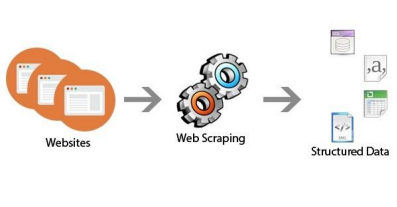 Websites
Web Scraping
Structured Data
,a,
</>